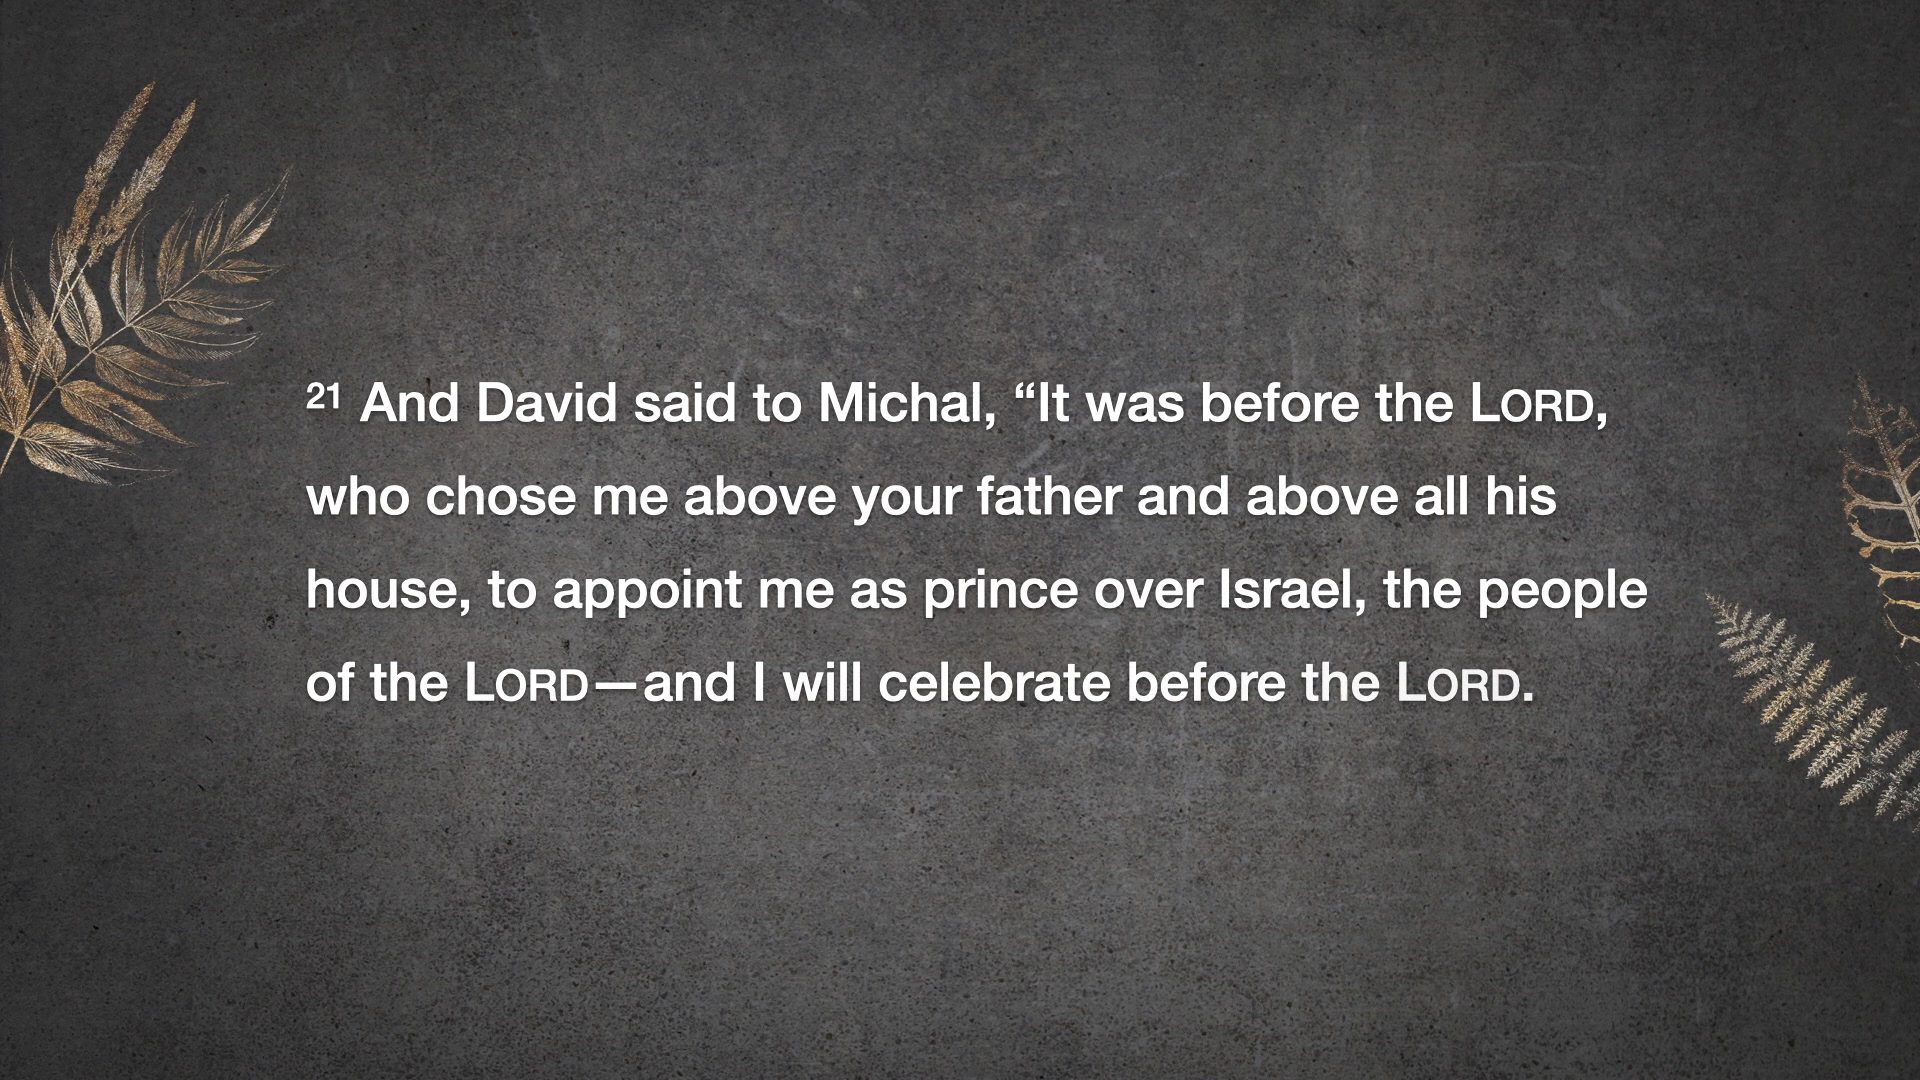 21 And David said to Michal, “It was before the LORD,
who chose me above your father and above all his
house, to appoint me as prince over Israel, the people
of the LORD—and I will celebrate before the LORD.